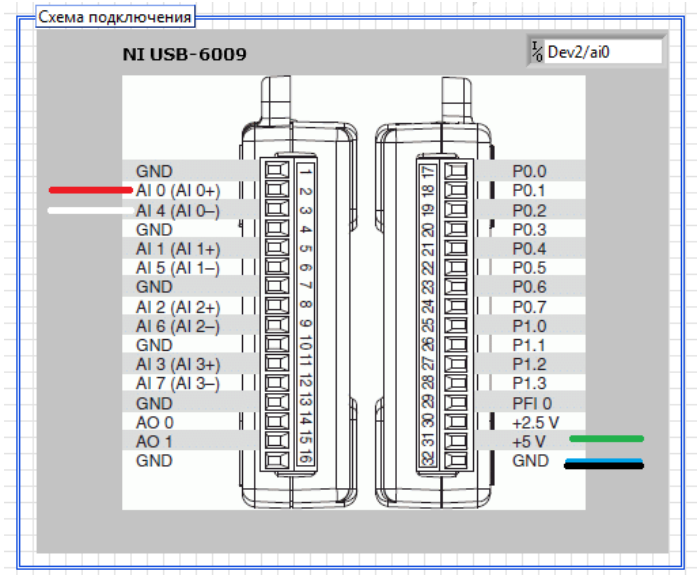 Схема подключения
NI USB-6009
I/O Dev2/ai0
GND
AI 0 (AI 0+)
AI 4 (AI 0–)
GND
AI 1 (AI 1+)
AI 5 (AI 1–)
GND
AI 2 (AI 2+)
AI 6 (AI 2–)
GND
AI 3 (AI 3+)
AI 7 (AI 3–)
GND
AO 0
AO 1
GND
1
2
3
4
5
6
7
8
9
10
11
12
13
14
15
16
17
18
19
20
21
22
23
24
25
26
27
28
29
30
31
32
P0.0
P0.1
P0.2
P0.3
P0.4
P0.5
P0.6
P0.7
P1.0
P1.1
P1.2
P1.3
PFI 0
+2.5 V
+5 V
GND